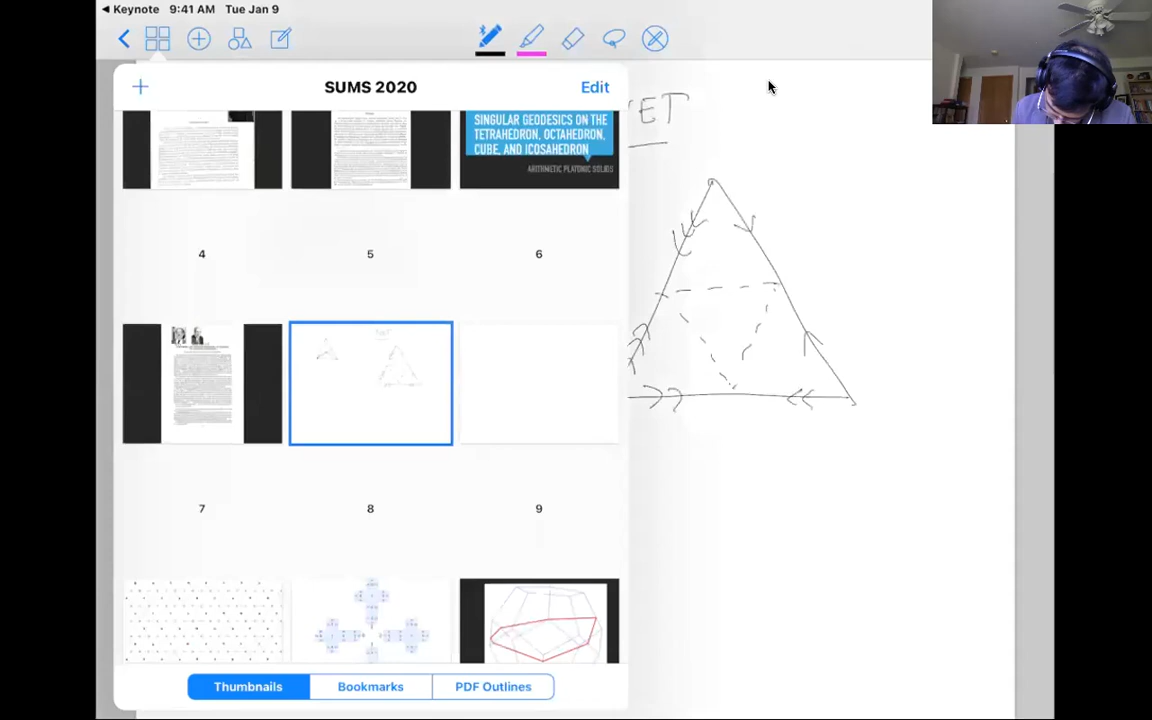 Keynote 9:41 AM Tue Jan 9
SUMS 2020 Edit
SINGULAR GEODESICS ON THE
TETRAHEDRON, OCTAHEDRON,
CUBE, AND ICOSAHEDRON
ARITHMETIC PLATONIC SOLIDS
4 5 6
7 8 9
Thumbnails Bookmarks PDF Outlines